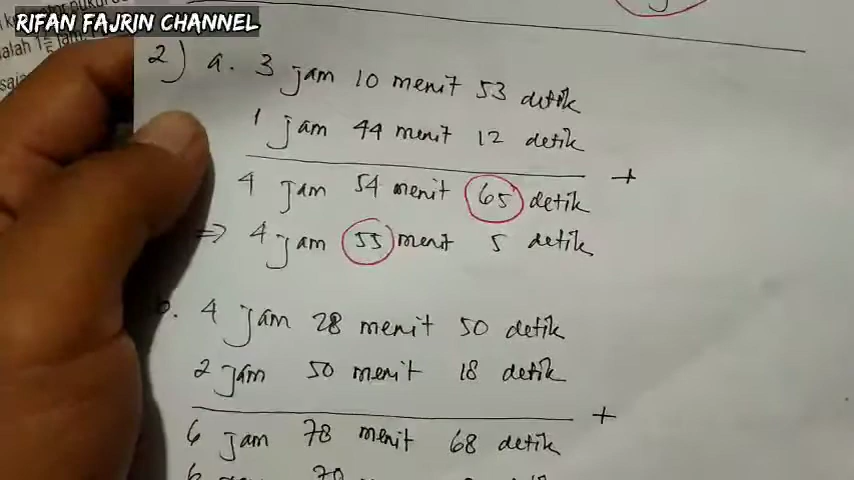 RIFAN FAJRIN CHANNEL
2) a. 3 jam 10 menit 53 detik
1 jam 44 menit 12 detik
+
4 jam 54 menit 65 detik
⇒ 4 jam 55 menit 5 detik
b. 4 jam 28 menit 50 detik
2 jam 50 menit 18 detik
+
6 jam 78 menit 68 detik
6